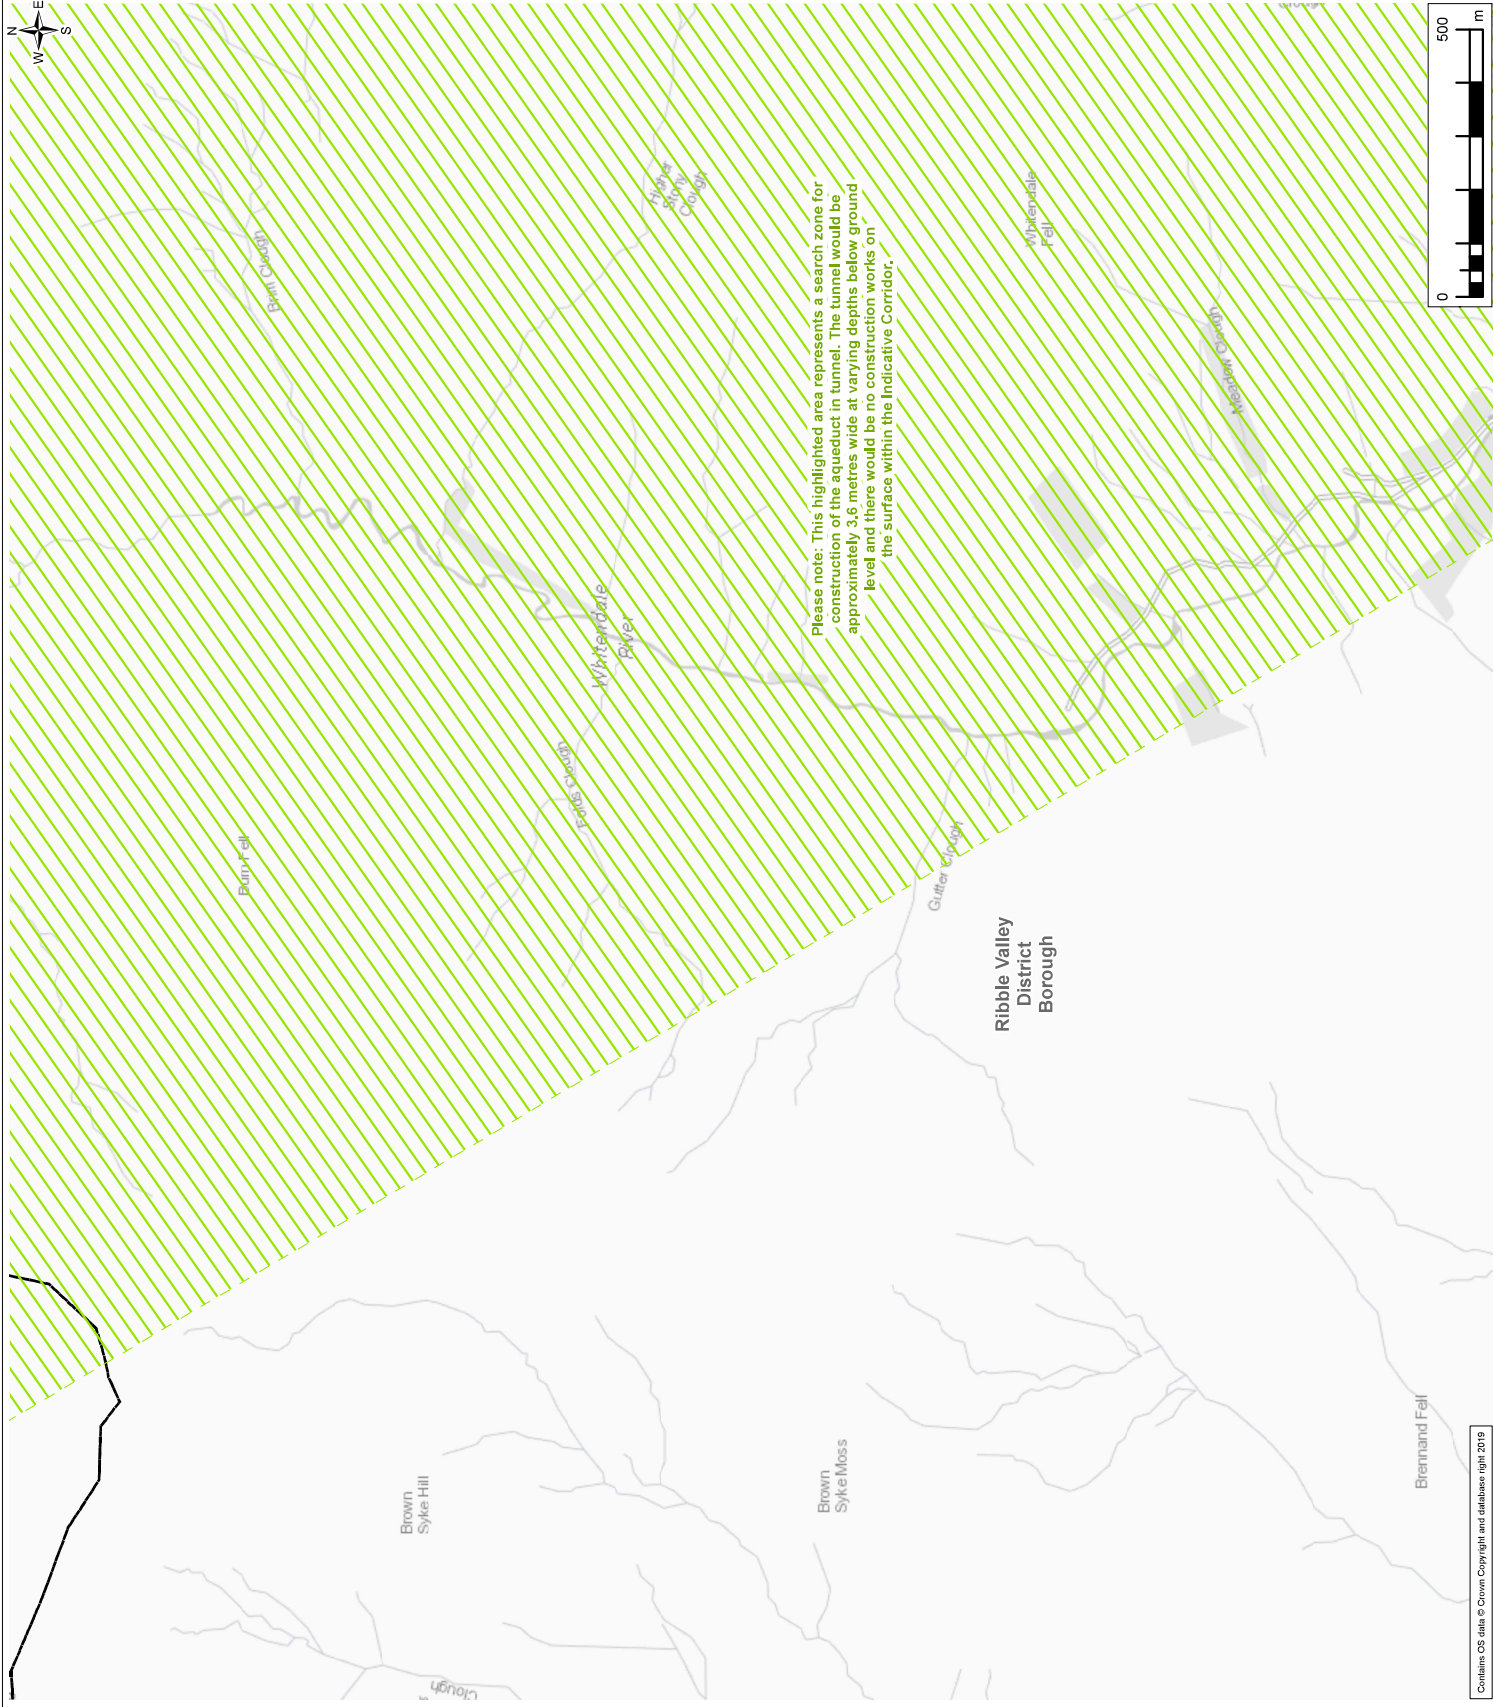 N
E
S
W
Brim Clough
Higher
Stony
Clough
Please note: This highlighted area represents a search zone for
construction of the aqueduct in tunnel. The tunnel would be
approximately 3.6 metres wide at varying depths below ground
level and there would be no construction works on
the surface within the Indicative Corridor.
Whitendale
Fell
Meadow Clough
Whitendale
River
Folds Clough
Dum Fell
Gutter Clough
Ribble Valley
District
Borough
Brown
Syke Hill
Brown
Syke Moss
Brennand Fell
Clough
Clough
0
500
m
Contains OS data © Crown Copyright and database right 2019